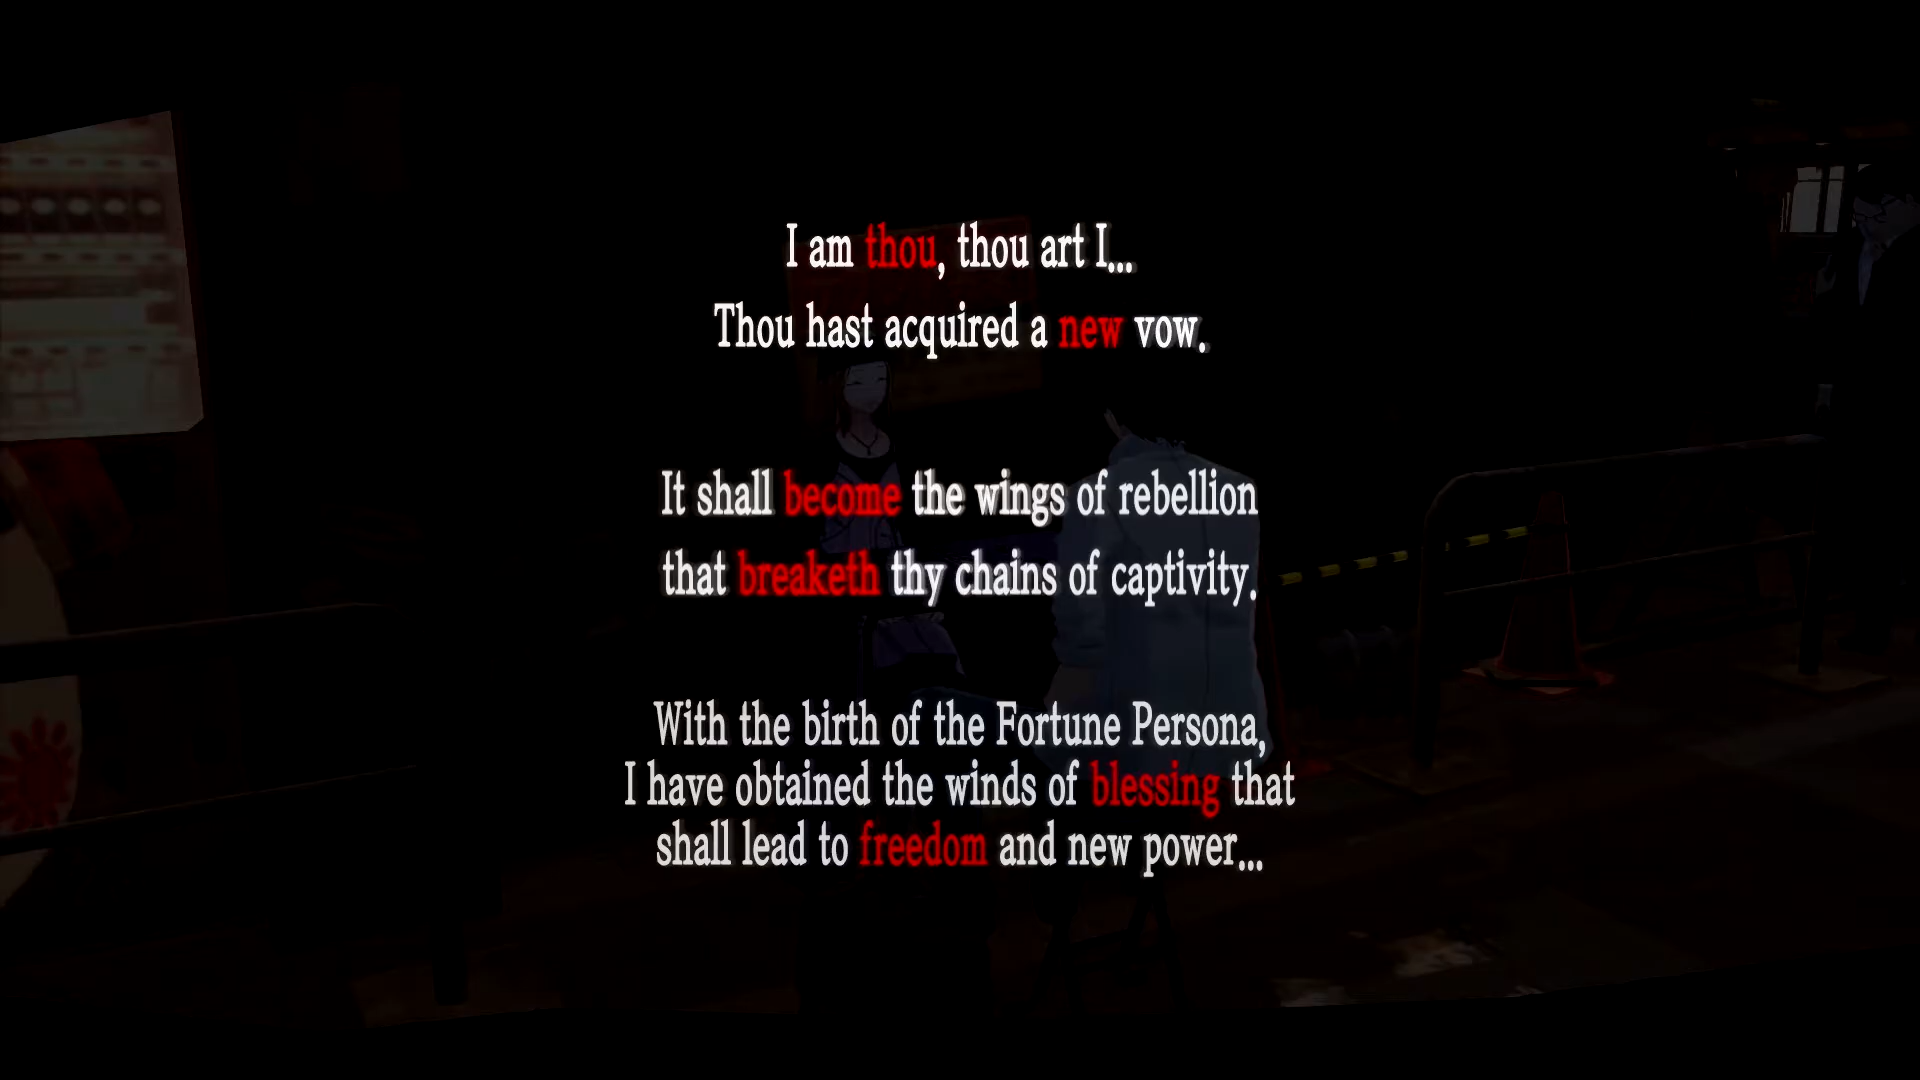 I am thou, thou art I...
Thou hast acquired a new vow.
It shall become the wings of rebellion
that breaketh thy chains of captivity.
With the birth of the Fortune Persona,
I have obtained the winds of blessing that
shall lead to freedom and new power...